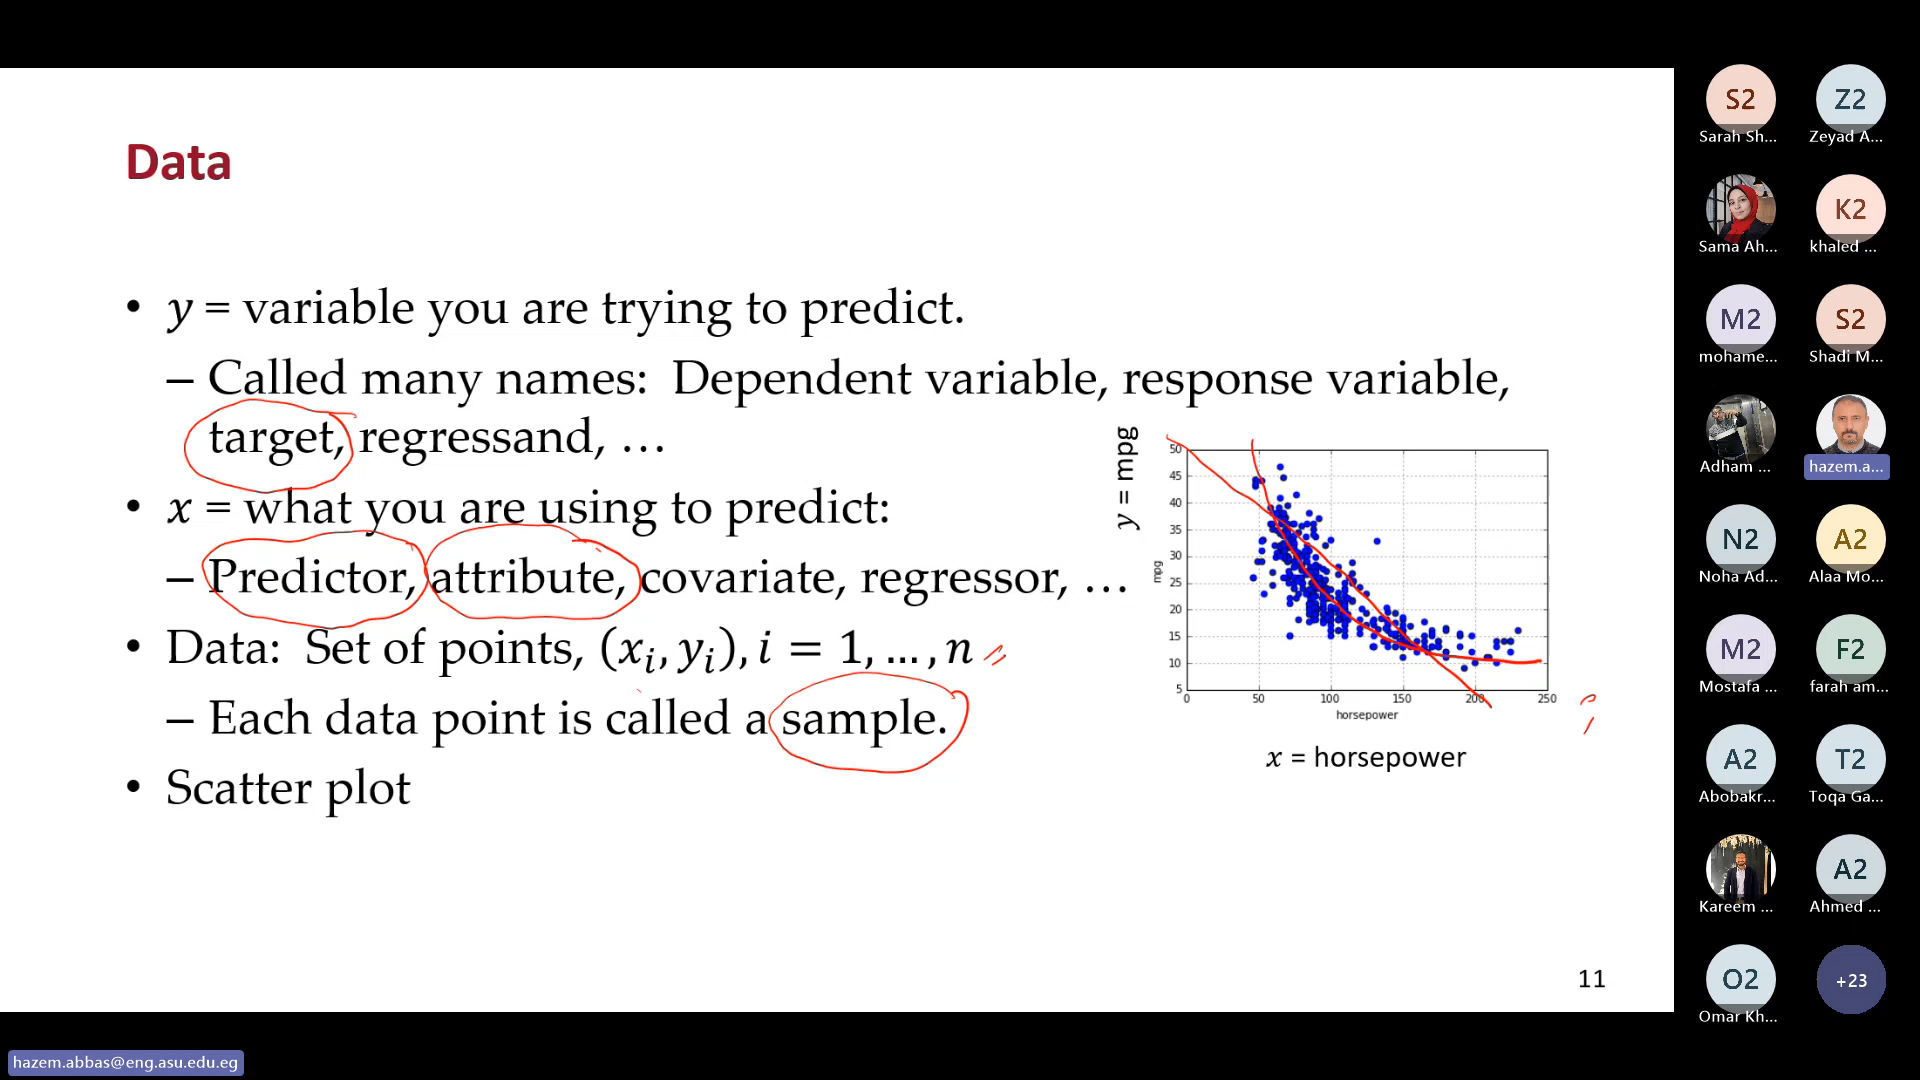 Data
• y = variable you are trying to predict.
– Called many names: Dependent variable, response variable,
target, regressand, …
• x = what you are using to predict:
– Predictor, attribute, covariate, regressor, …
• Data: Set of points, (xᵢ, yᵢ), i = 1, … , n
– Each data point is called a sample.
• Scatter plot
y = mpg
mpg
50
45
40
35
30
25
20
15
10
5
0 50 100 150 200 250
horsepower
x = horsepower
11
S2 Z2
Sarah Sh... Zeyad A...
K2
Sama Ah... khaled ...
M2 S2
mohame... Shadi M...
Adham ... hazem.a...
N2 A2
Noha Ad... Alaa Mo...
M2 F2
Mostafa ... farah am...
A2 T2
Abobakr... Toqa Ga...
A2
Kareem ... Ahmed ...
O2 +23
Omar Kh...
hazem.abbas@eng.asu.edu.eg